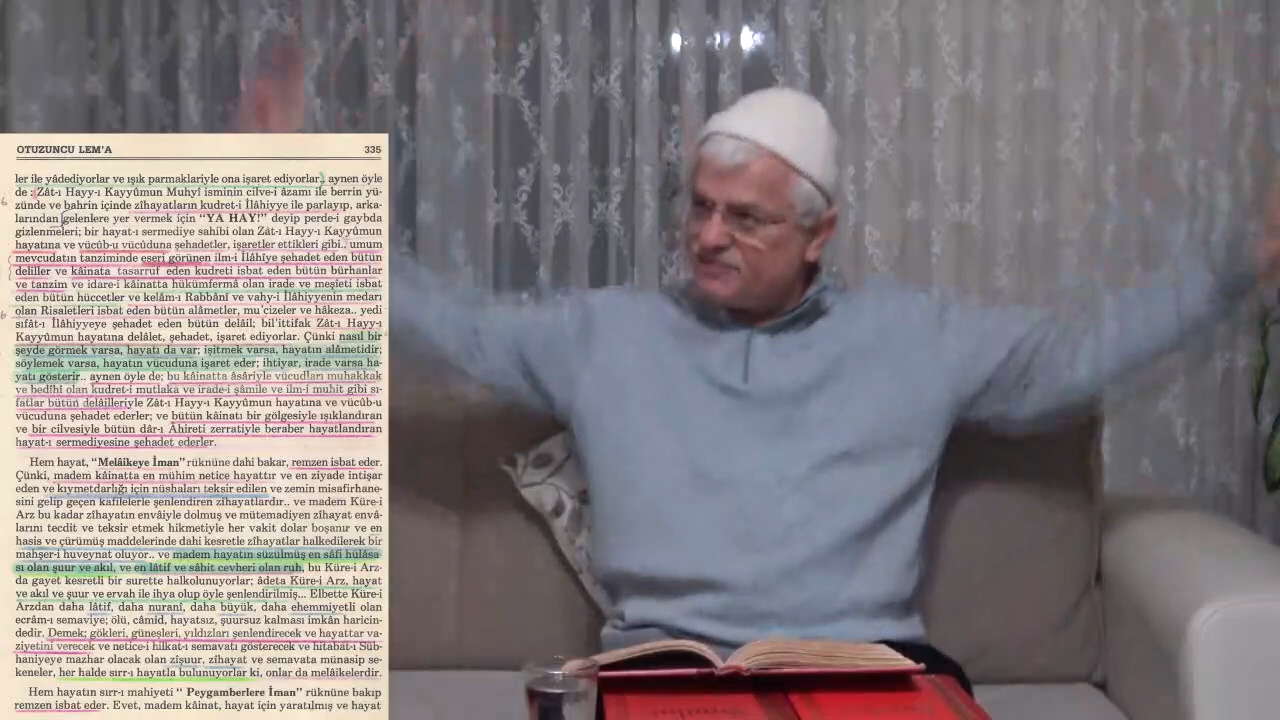 OTUZUNCU LEM'A 335
ler ile yâdediyorlar ve ışık parmaklariyle ona işaret ediyorlar, aynen öyle
de : Zât-ı Hayy-ı Kayyûmun Muhyî isminin cilve-i âzamı ile berrin yü-
zünde ve bahrin içinde zîhayatların kudret-i İlâhiyye ile parlayıp, arka-
larından gelenlere yer vermek için "YA HAY!" deyip perde-i gaybda
gizlenmeleri; bir hayat-ı sermediye sahibi olan Zât-ı Hayy-ı Kayyûmun
hayatına ve vücûb-u vücûduna şehadetler, işaretler ettikleri gibi.. umum
mevcudatın tanziminde eseri görünen ilm-i İlâhîye şehadet eden bütün
deliller ve kâinata tasarruf eden kudreti isbat eden bütün bürhanlar
ve tanzim ve idare-i kâinatta hükümfermâ olan irade ve meşieti isbat
eden bütün hüccetler ve kelâm-ı Rabbânî ve vahy-i İlâhiyyenin medarı
olan Risaletleri isbat eden bütün alâmetler, mu'cizeler ve hâkeza.. yedi
sıfât-ı İlâhiyyeye şehadet eden bütün delâil; bil'ittifak Zât-ı Hayy-ı
Kayyûmun hayatına delâlet, şehadet, işaret ediyorlar. Çünki nasıl bir
şeyde görmek varsa, hayatı da var; işitmek varsa, hayatın alâmetidir;
söylemek varsa, hayatın vücuduna işaret eder; ihtiyar, irade varsa ha-
yatı gösterir.. aynen öyle de; bu kâinatta âsâriyle vücudları muhakkak
ve bedîhî olan kudret-i mutlaka ve irade-i şâmile ve ilm-i muhit gibi sı-
fatlar bütün delâilleriyle Zât-ı Hayy-ı Kayyûmun hayatına ve vücûb-u
vücuduna şehadet ederler; ve bütün kâinatı bir gölgesiyle ışıklandıran
ve bir cilvesiyle bütün dâr-ı Âhireti zerratiyle beraber hayatlandıran
hayat-ı sermediyesine şehadet ederler.
Hem hayat, "Melâikeye İman" rüknüne dahi bakar, remzen isbat eder.
Çünki, madem kâinatta en mühim netice hayattır ve en ziyade intişar
eden ve kıymetdarlığı için nüshaları teksir edilen ve zemin misafirhane-
sini gelip geçen kafilelerle şenlendiren zîhayatlardır.. ve madem Küre-i
Arz bu kadar zîhayatın envâiyle dolmuş ve mütemadiyen zîhayat envâ-
larını tecdit ve teksir etmek hikmetiyle her vakit dolar boşanır ve en
hasis ve çürümüş maddelerinde dahi kesretle zîhayatlar halkedilerek bir
mahşer-i huveynat oluyor.. ve madem hayatın süzülmüş en sâfi hülâsa
sı olan şuur ve akıl, ve en lâtif ve sâbit cevheri olan ruh, bu Küre-i Arz-
da gayet kesretli bir surette halkolunuyorlar; âdeta Küre-i Arz, hayat
ve akıl ve şuur ve ervah ile ihya olup öyle şenlendirilmiş... Elbette Küre-i
Arzdan daha lâtif, daha nuranî, daha büyük, daha ehemmiyetli olan
ecrâm-ı semaviye; ölü, câmid, hayatsız, şuursuz kalması imkân haricin-
dedir. Demek; gökleri, güneşleri, yıldızları şenlendirecek ve hayattar va-
ziyetini verecek ve netice-i hilkat-ı semavatı gösterecek ve hitabât-ı Süb-
haniyeye mazhar olacak olan zîşuur, zîhayat ve semavata münasip se-
keneler, her halde sırr-ı hayatla bulunuyorlar ki, onlar da melâikelerdir.
Hem hayatın sırr-ı mahiyeti " Peygamberlere İman" rüknüne bakıp
remzen isbat eder. Evet, madem kâinat, hayat için yaratılmış ve hayat